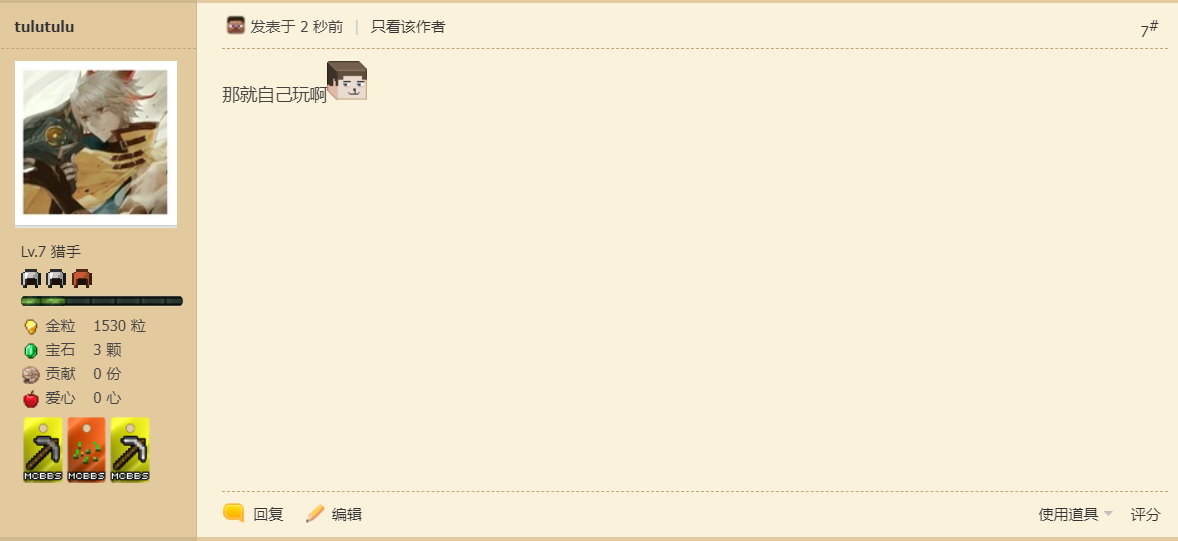 tulutulu
发表于 2 秒前 | 只看该作者
7#
那就自己玩啊
Lv.7 猎手
金粒 1530 粒
宝石 3 颗
贡献 0 份
爱心 0 心
MCBBS MCBBS MCBBS
回复 编辑 使用道具 评分